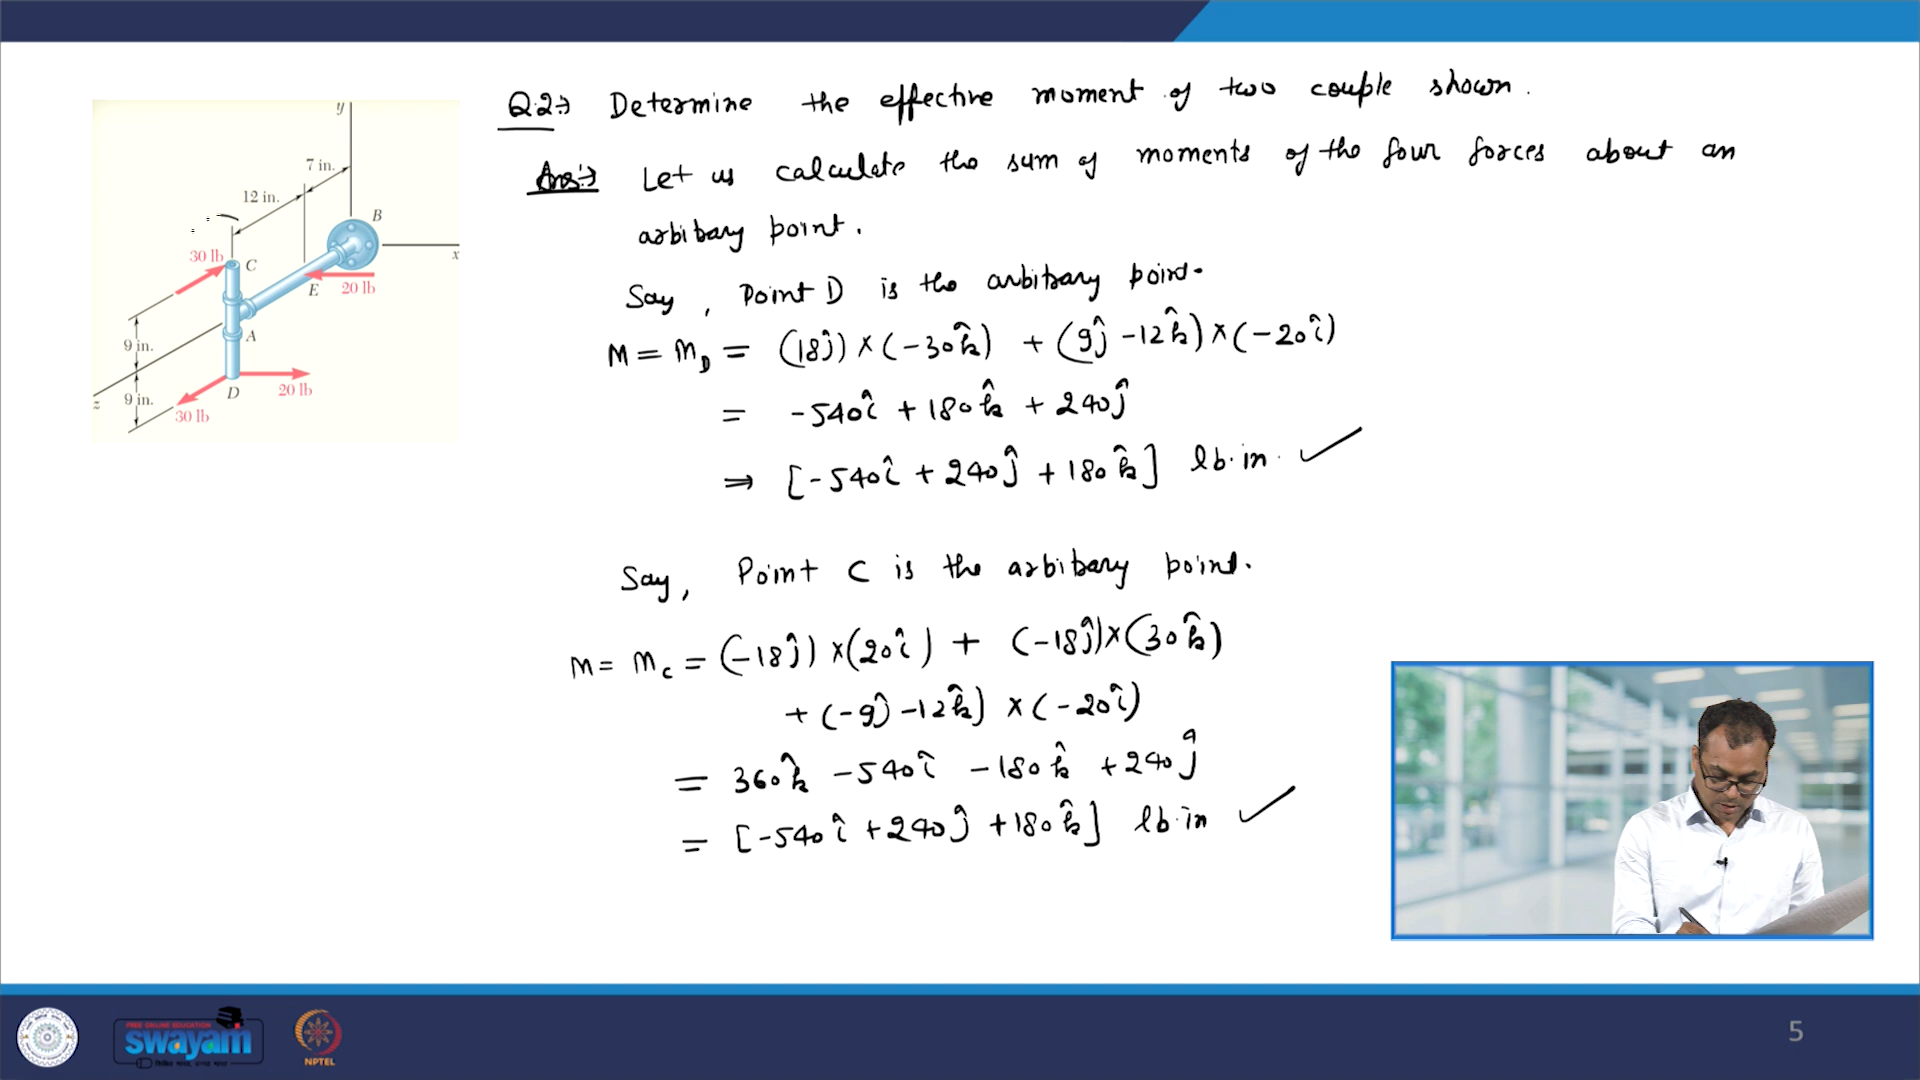 Q.2:→ Determine the effective moment of two couple shown.
Ans:→ Let us calculate the sum of moments of the four forces about an
arbitary point.
Say, Point D is the arbitary point.
M = M_D = (18ĵ) × (-30k̂) + (9ĵ - 12k̂) × (-20î)
= -540î + 180k̂ + 240ĵ
⇒ [-540î + 240ĵ + 180k̂] lb.in. ✓
Say, Point C is the arbitary point.
M = M_c = (-18ĵ) × (20î) + (-18ĵ) × (30k̂)
+ (-9ĵ - 12k̂) × (-20î)
= 360k̂ - 540î - 180k̂ + 240ĵ
= [-540î + 240ĵ + 180k̂] lb.in ✓
y
7 in.
12 in.
B
x
30 lb
C
E
20 lb
A
9 in.
D
20 lb
z
9 in.
30 lb
FREE ONLINE EDUCATION
swayam
NPTEL
5